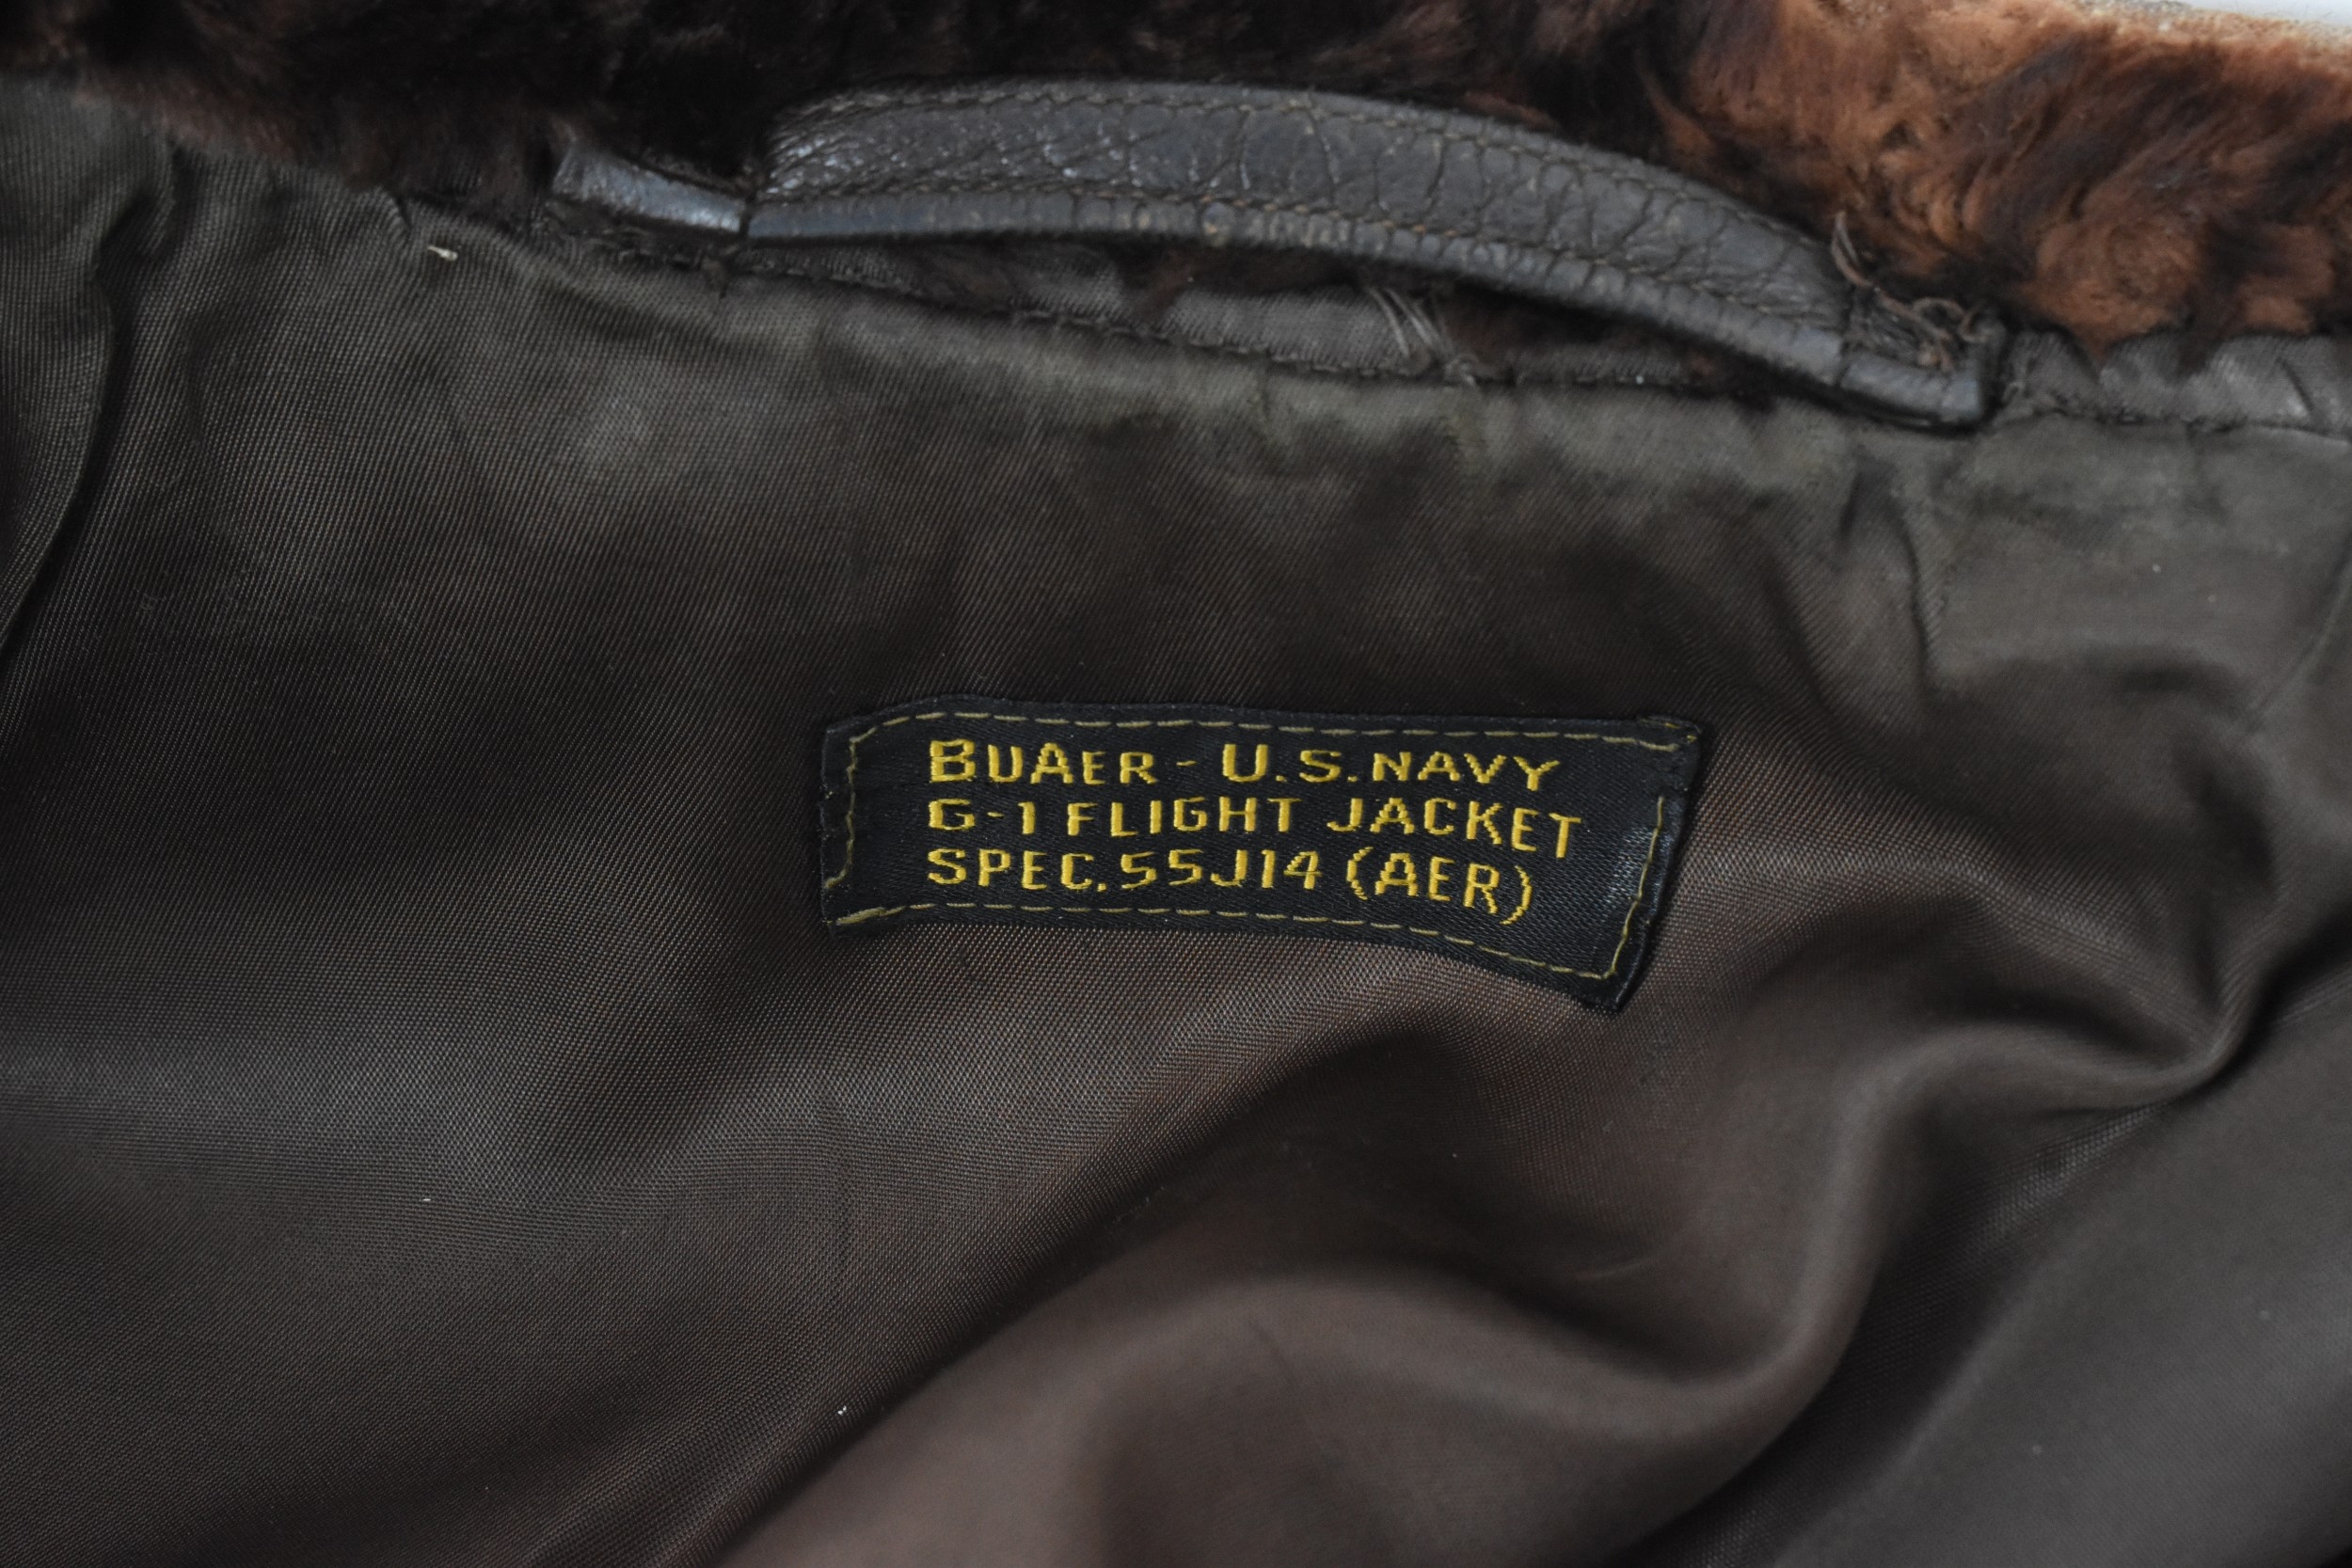 BUAER - U.S. NAVY
G-1 FLIGHT JACKET
SPEC. 55J14 (AER)